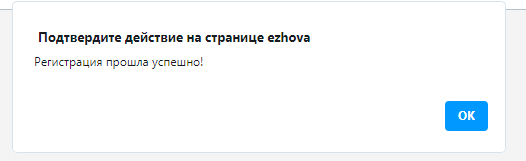 Подтвердите действие на странице ezhova
Регистрация прошла успешно!
OK